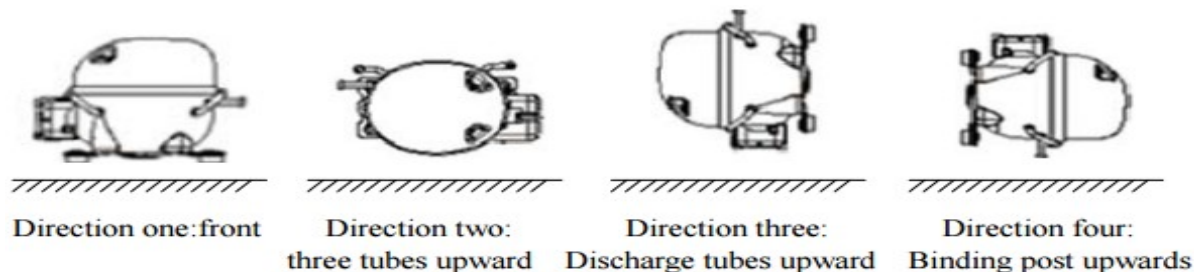 Direction one:front
Direction two:
three tubes upward
Direction three:
Discharge tubes upward
Direction four:
Binding post upwards